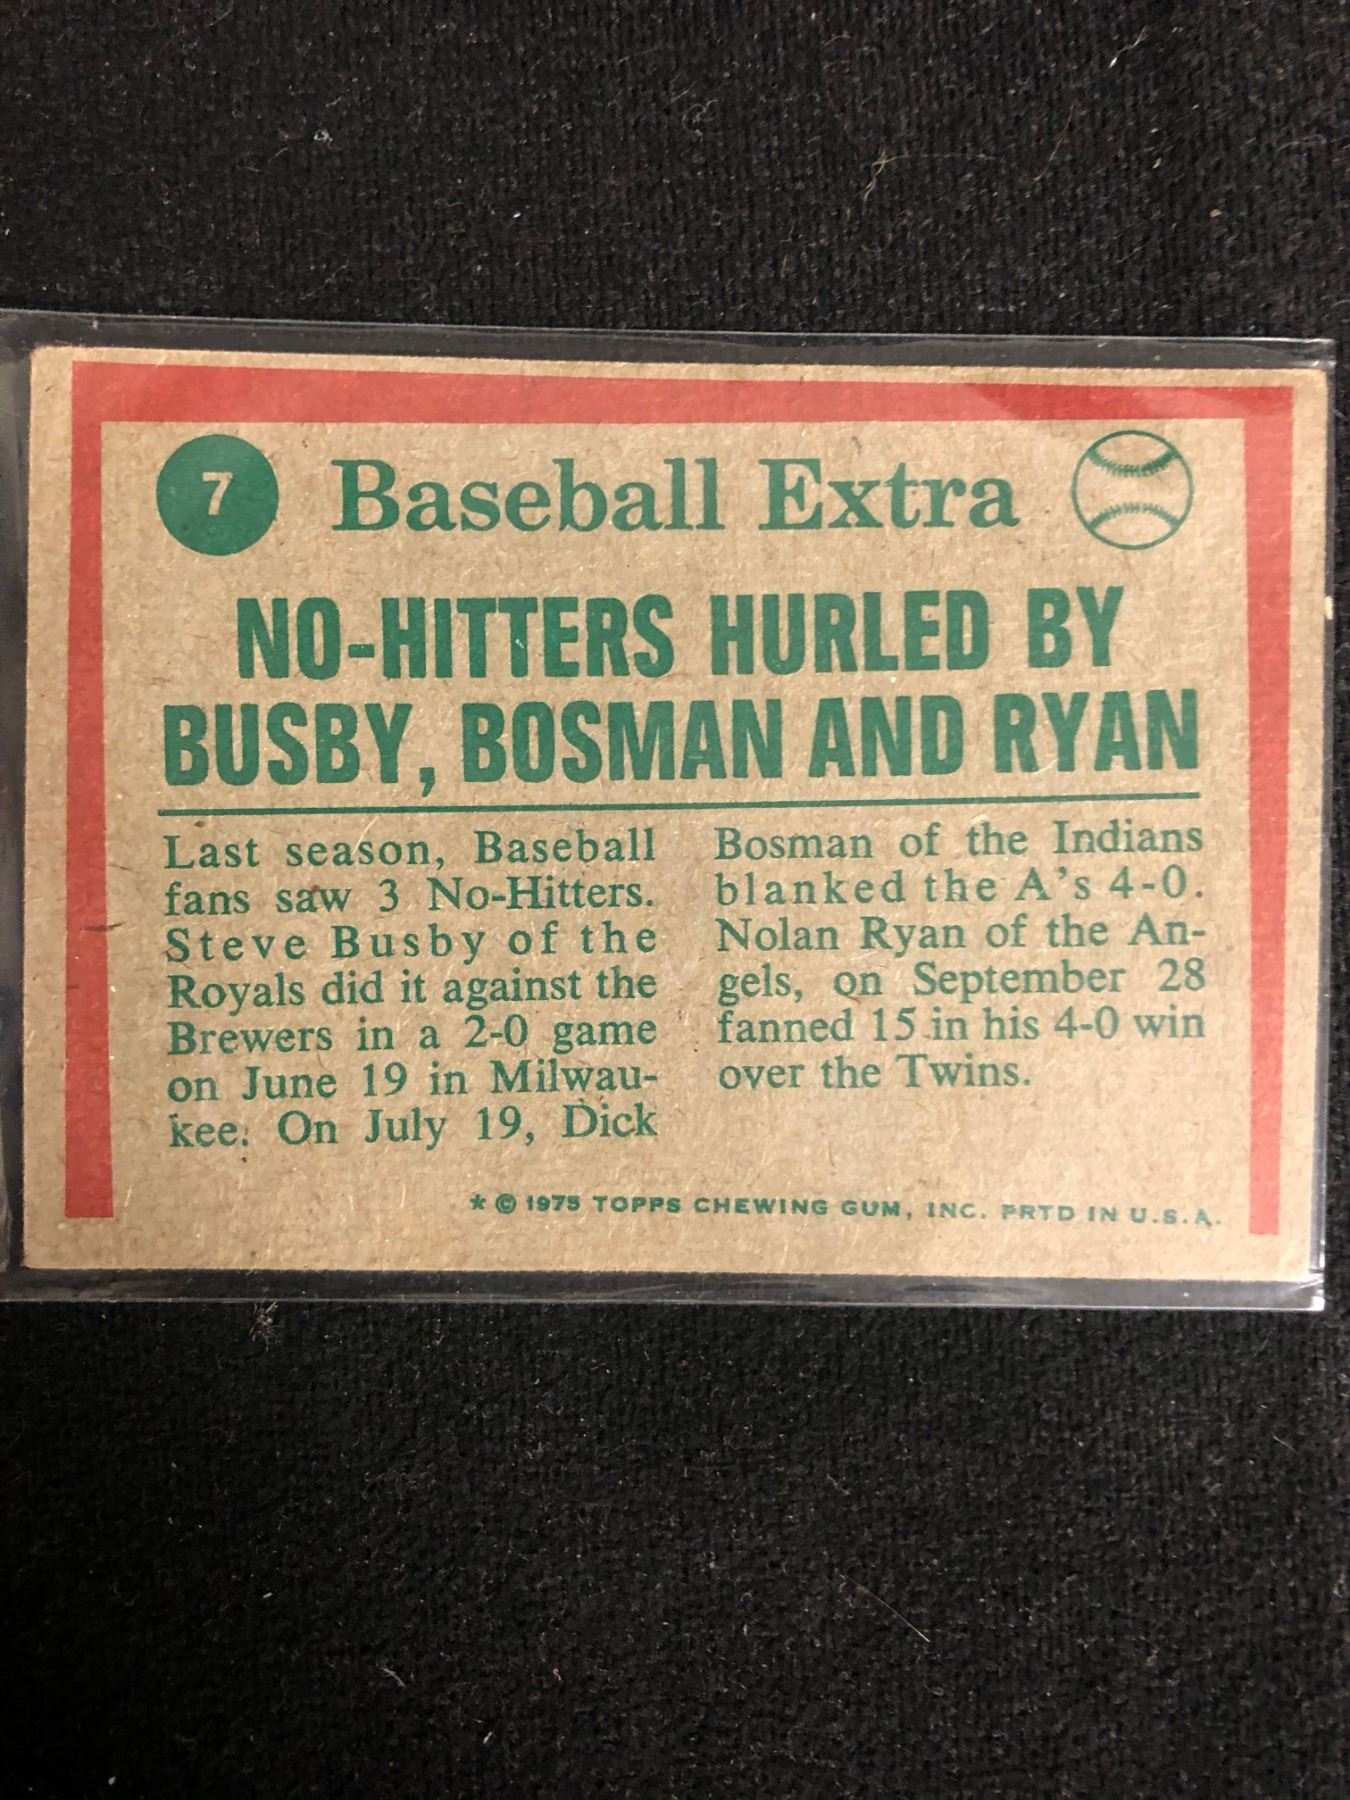 7 Baseball Extra
NO-HITTERS HURLED BY
BUSBY, BOSMAN AND RYAN
Last season, Baseball
fans saw 3 No-Hitters.
Steve Busby of the
Royals did it against the
Brewers in a 2-0 game
on June 19 in Milwau-
kee. On July 19, Dick
Bosman of the Indians
blanked the A's 4-0.
Nolan Ryan of the An-
gels, on September 28
fanned 15 in his 4-0 win
over the Twins.
* © 1975 TOPPS CHEWING GUM, INC. PRTD IN U.S.A.